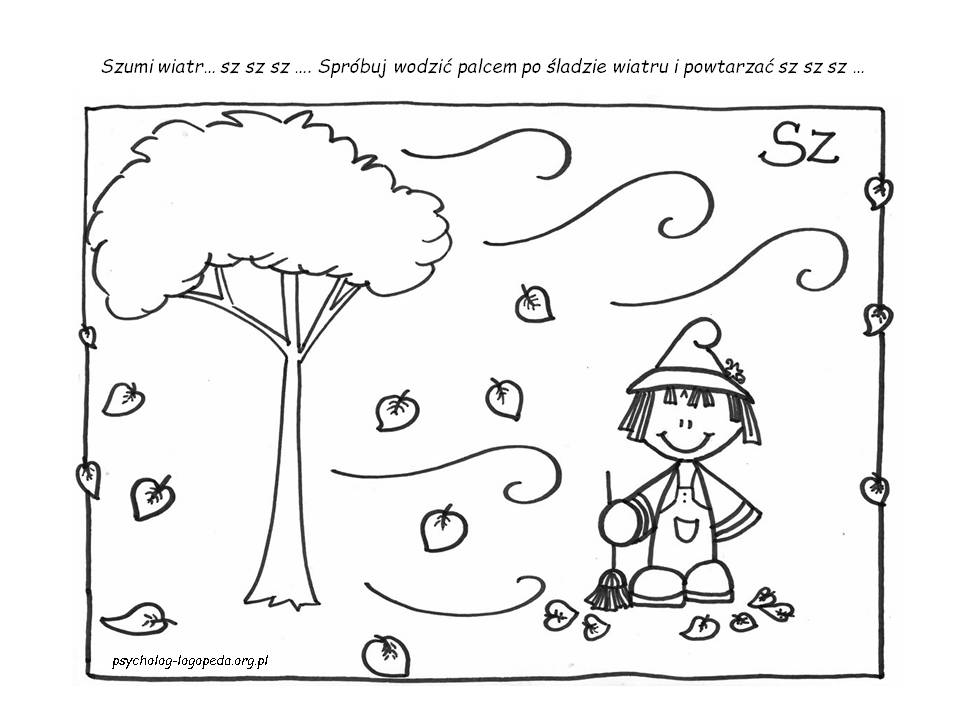 Szumi wiatr... sz sz sz .... Spróbuj wodzić palcem po śladzie wiatru i powtarzać sz sz sz ...
Sz
psycholog-logopeda.org.pl